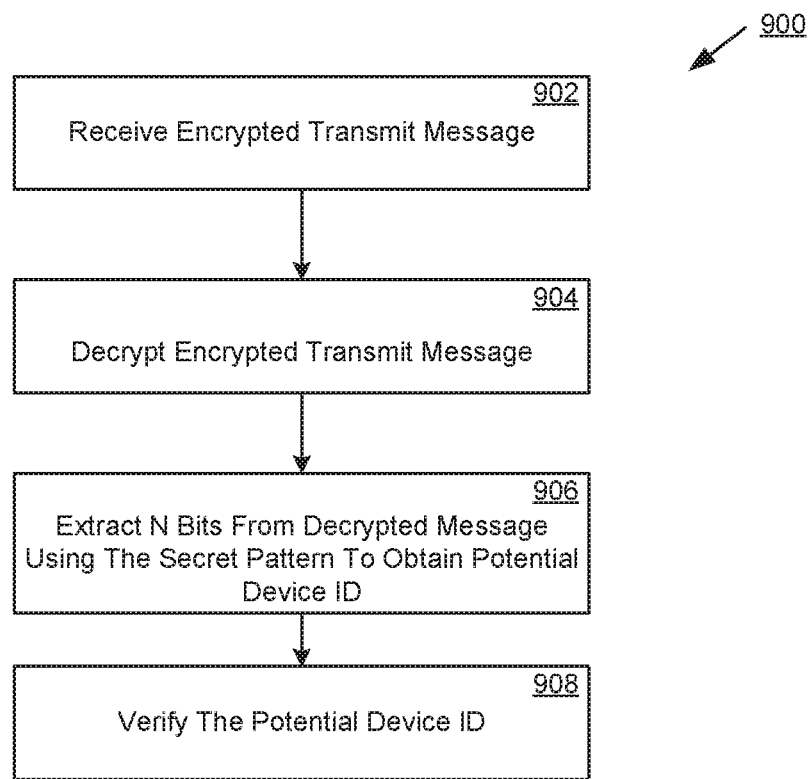 900
902
Receive Encrypted Transmit Message
904
Decrypt Encrypted Transmit Message
906
Extract N Bits From Decrypted Message
Using The Secret Pattern To Obtain Potential
Device ID
908
Verify The Potential Device ID